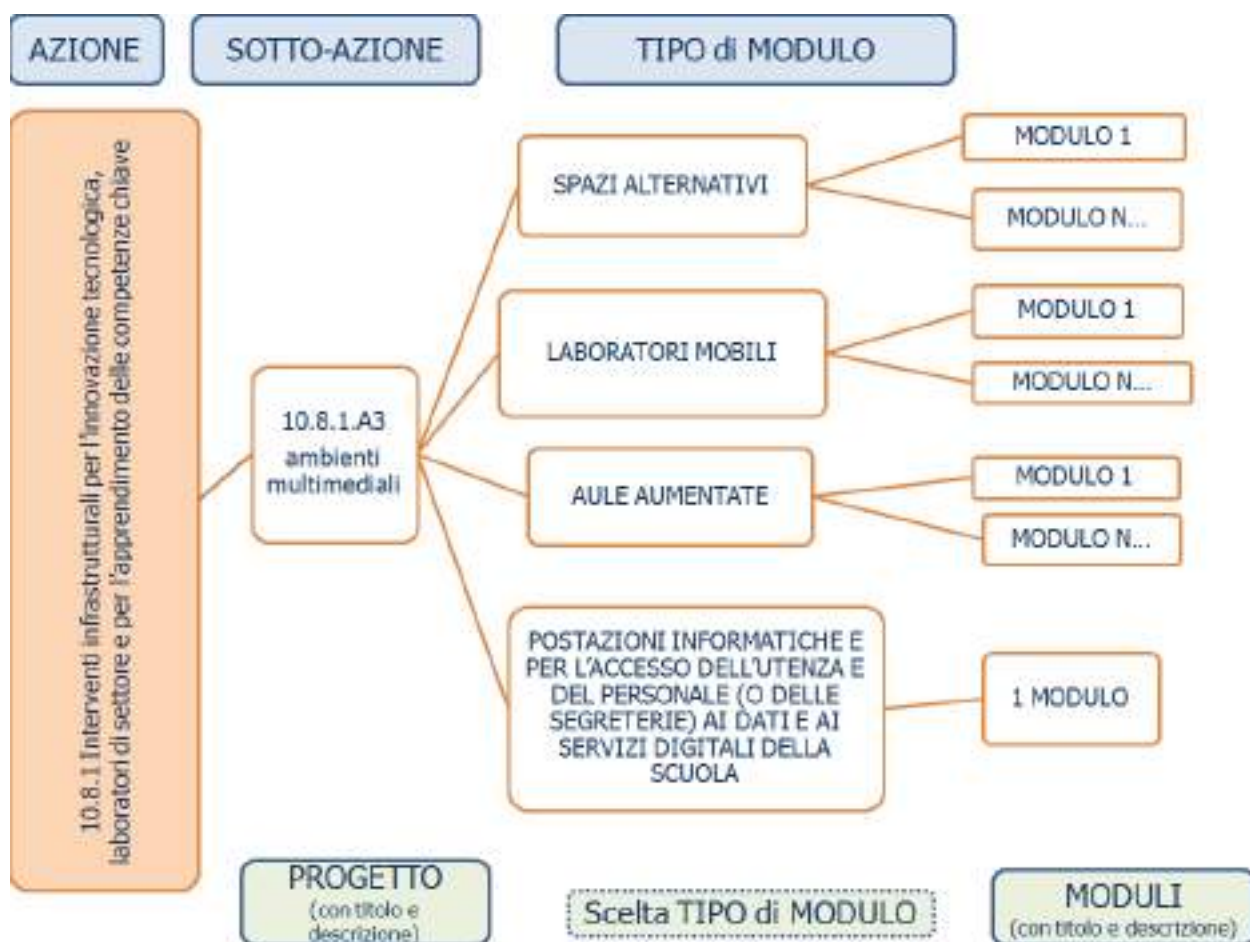 AZIONE
SOTTO-AZIONE
TIPO di MODULO
10.8.1 Interventi infrastrutturali per l'innovazione tecnologica,
laboratori di settore e per l'apprendimento delle competenze chiave
10.8.1.A3
ambienti
multimediali
SPAZI ALTERNATIVI
MODULO 1
MODULO N...
LABORATORI MOBILI
MODULO 1
MODULO N...
AULE AUMENTATE
MODULO 1
MODULO N...
POSTAZIONI INFORMATICHE E
PER L'ACCESSO DELL'UTENZA E
DEL PERSONALE (O DELLE
SEGRETERIE) AI DATI E AI
SERVIZI DIGITALI DELLA
SCUOLA
1 MODULO
PROGETTO
(con titolo e
descrizione)
Scelta TIPO di MODULO
MODULI
(con titolo e descrizione)